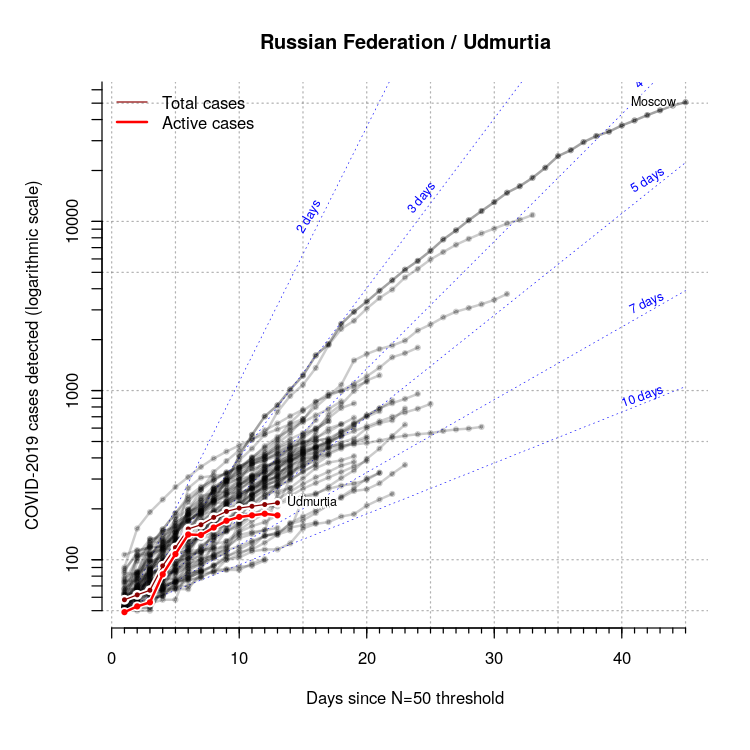 Russian Federation / Udmurtia
Total cases
Active cases
2 days
3 days
4
5 days
7 days
10 days
Moscow
Udmurtia
COVID-2019 cases detected (logarithmic scale)
10000
1000
100
0 10 20 30 40
Days since N=50 threshold